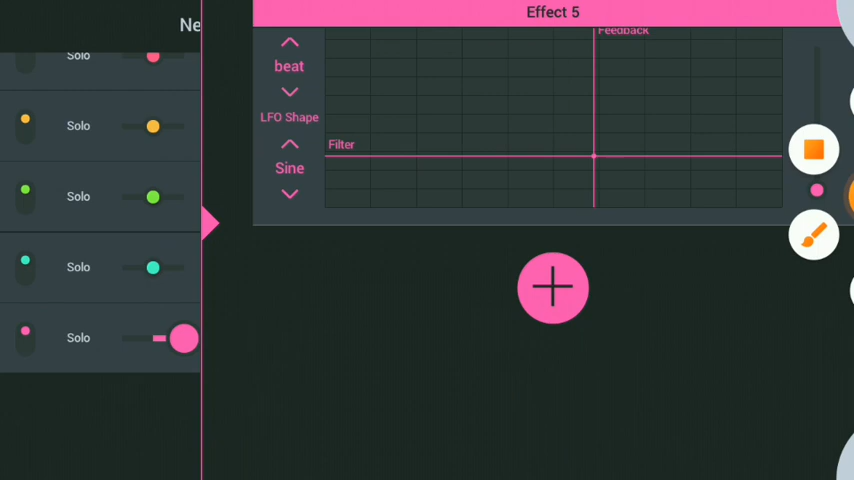 Ne
Effect 5
Solo
Solo
Solo
Solo
Solo
beat
LFO Shape
Sine
Feedback
Filter